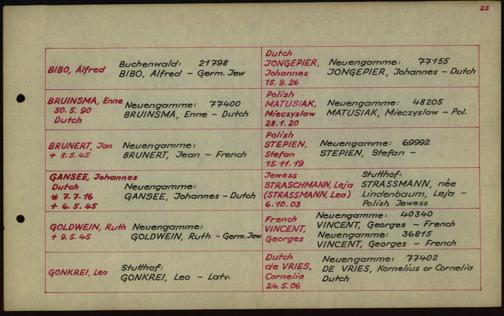 23
BIBO, Alfred
Buchenwald: 21798
BIBO, Alfred - Germ. Jew
BRUINSMA, Enne
30.5.90
Dutch
Neuengamme: 77400
BRUINSMA, Enne - Dutch
BRUNERT, Jan
+ 8.5.45
Neuengamme:
BRUNERT, Jean - French
GANSEE, Johannes
Dutch
* 7.7.16
+ 6.5.45
Neuengamme:
GANSEE, Johannes - Dutch
GOLDWEIN, Ruth
+ 9.5.45
Neuengamme:
GOLDWEIN, Ruth - Germ. Jew
GONKREI, Leo
Stutthof:
GONKREI, Leo - Latv.
Dutch
JONGEPIER,
Johannes
15.9.26
Neuengamme: 77155
JONGEPIER, Johannes - Dutch
Polish
MATUSIAK,
Mieczyslaw
28.1.20
Neuengamme: 48205
MATUSIAK, Mieczyslaw - Pol.
Polish
STEPIEN,
Stefan
15.11.19
Neuengamme: 69992
STEPIEN, Stefan -
Jewess
STRASCHMANN, Leja
(STRASSMANN, Lea)
6.10.03
Stutthof:
STRASSMANN, née
Lindenbaum, Leja -
Polish Jewess
French
VINCENT,
Georges
Neuengamme: 40340
VINCENT, Georges - French
Neuengamme: 36815
VINCENT, Georges - French
Dutch
de VRIES,
Cornelia
24.5.06
Neuengamme: 77402
DE VRIES, Kornelius or Cornelia
Dutch